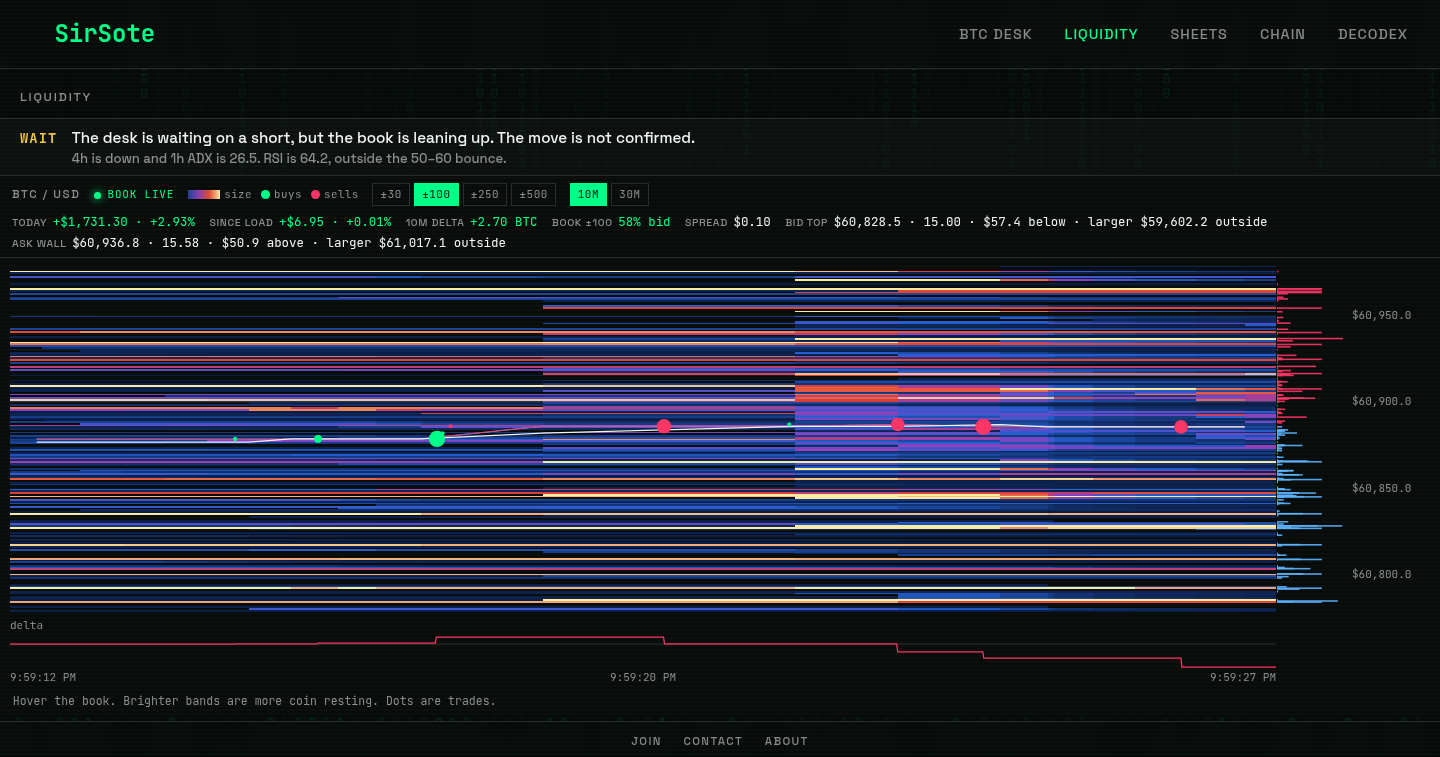 SirSote
BTC DESK LIQUIDITY SHEETS CHAIN DECODEX
LIQUIDITY
WAIT The desk is waiting on a short, but the book is leaning up. The move is not confirmed.
4h is down and 1h ADX is 26.5. RSI is 64.2, outside the 50–60 bounce.
BTC / USD BOOK LIVE size buys sells ±30 ±100 ±250 ±500 10M 30M
TODAY +$1,731.30 · +2.93% SINCE LOAD +$6.95 · +0.01% 10M DELTA +2.70 BTC BOOK ±100 58% bid SPREAD $0.10 BID TOP $60,828.5 · 15.00 · $57.4 below · larger $59,602.2 outside
ASK WALL $60,936.8 · 15.58 · $50.9 above · larger $61,017.1 outside
$60,950.0
$60,900.0
$60,850.0
$60,800.0
delta
9:59:12 PM 9:59:20 PM 9:59:27 PM
Hover the book. Brighter bands are more coin resting. Dots are trades.
JOIN CONTACT ABOUT